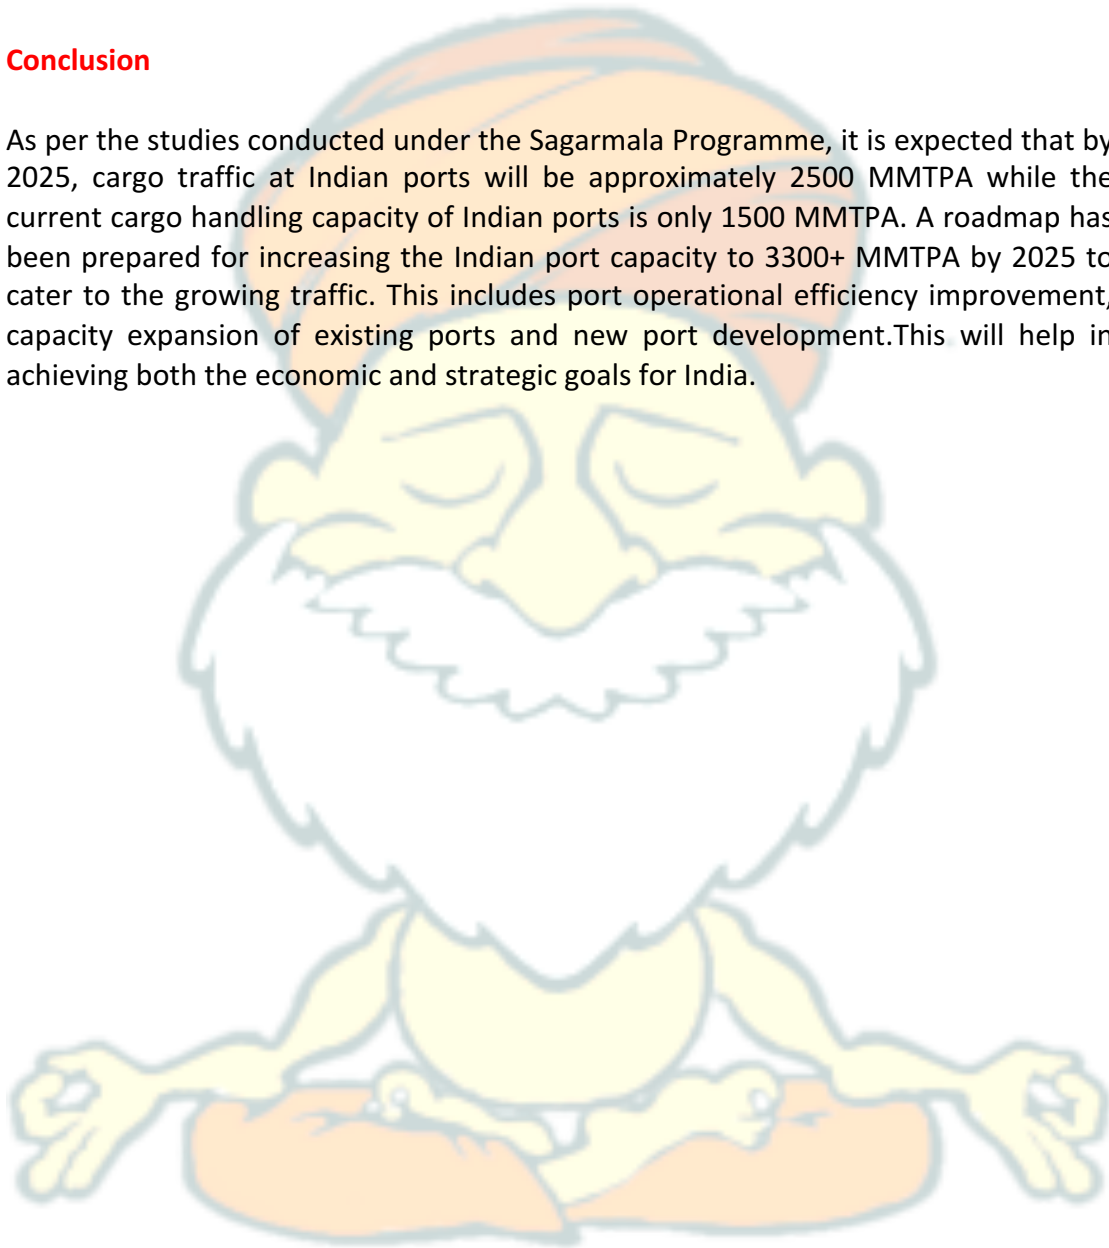 Conclusion
As per the studies conducted under the Sagarmala Programme, it is expected that by
2025, cargo traffic at Indian ports will be approximately 2500 MMTPA while the
current cargo handling capacity of Indian ports is only 1500 MMTPA. A roadmap has
been prepared for increasing the Indian port capacity to 3300+ MMTPA by 2025 to
cater to the growing traffic. This includes port operational efficiency improvement,
capacity expansion of existing ports and new port development.This will help in
achieving both the economic and strategic goals for India.